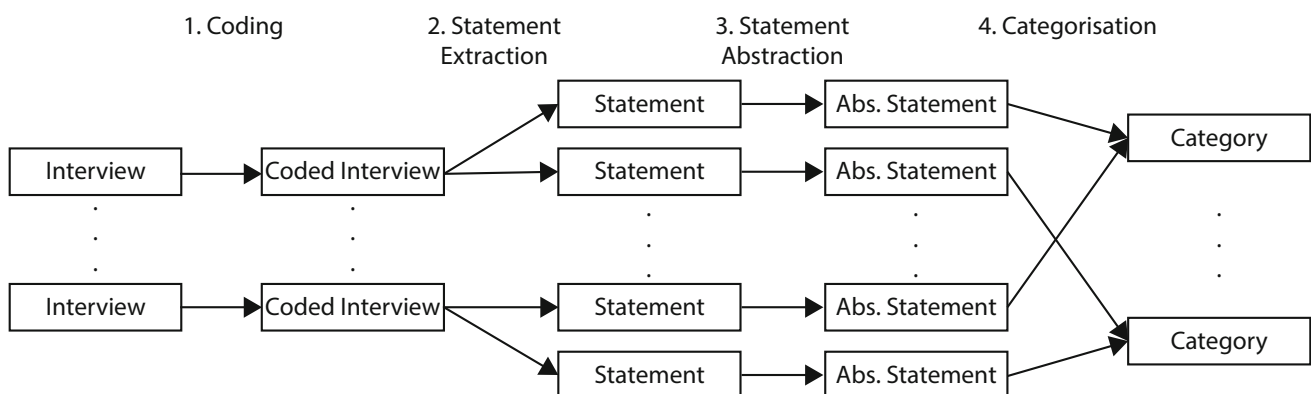 1. Coding
2. Statement
Extraction
3. Statement
Abstraction
4. Categorisation
Statement
Abs. Statement
Category
Interview
Coded Interview
Statement
Abs. Statement
Interview
Coded Interview
Statement
Abs. Statement
Category
Statement
Abs. Statement